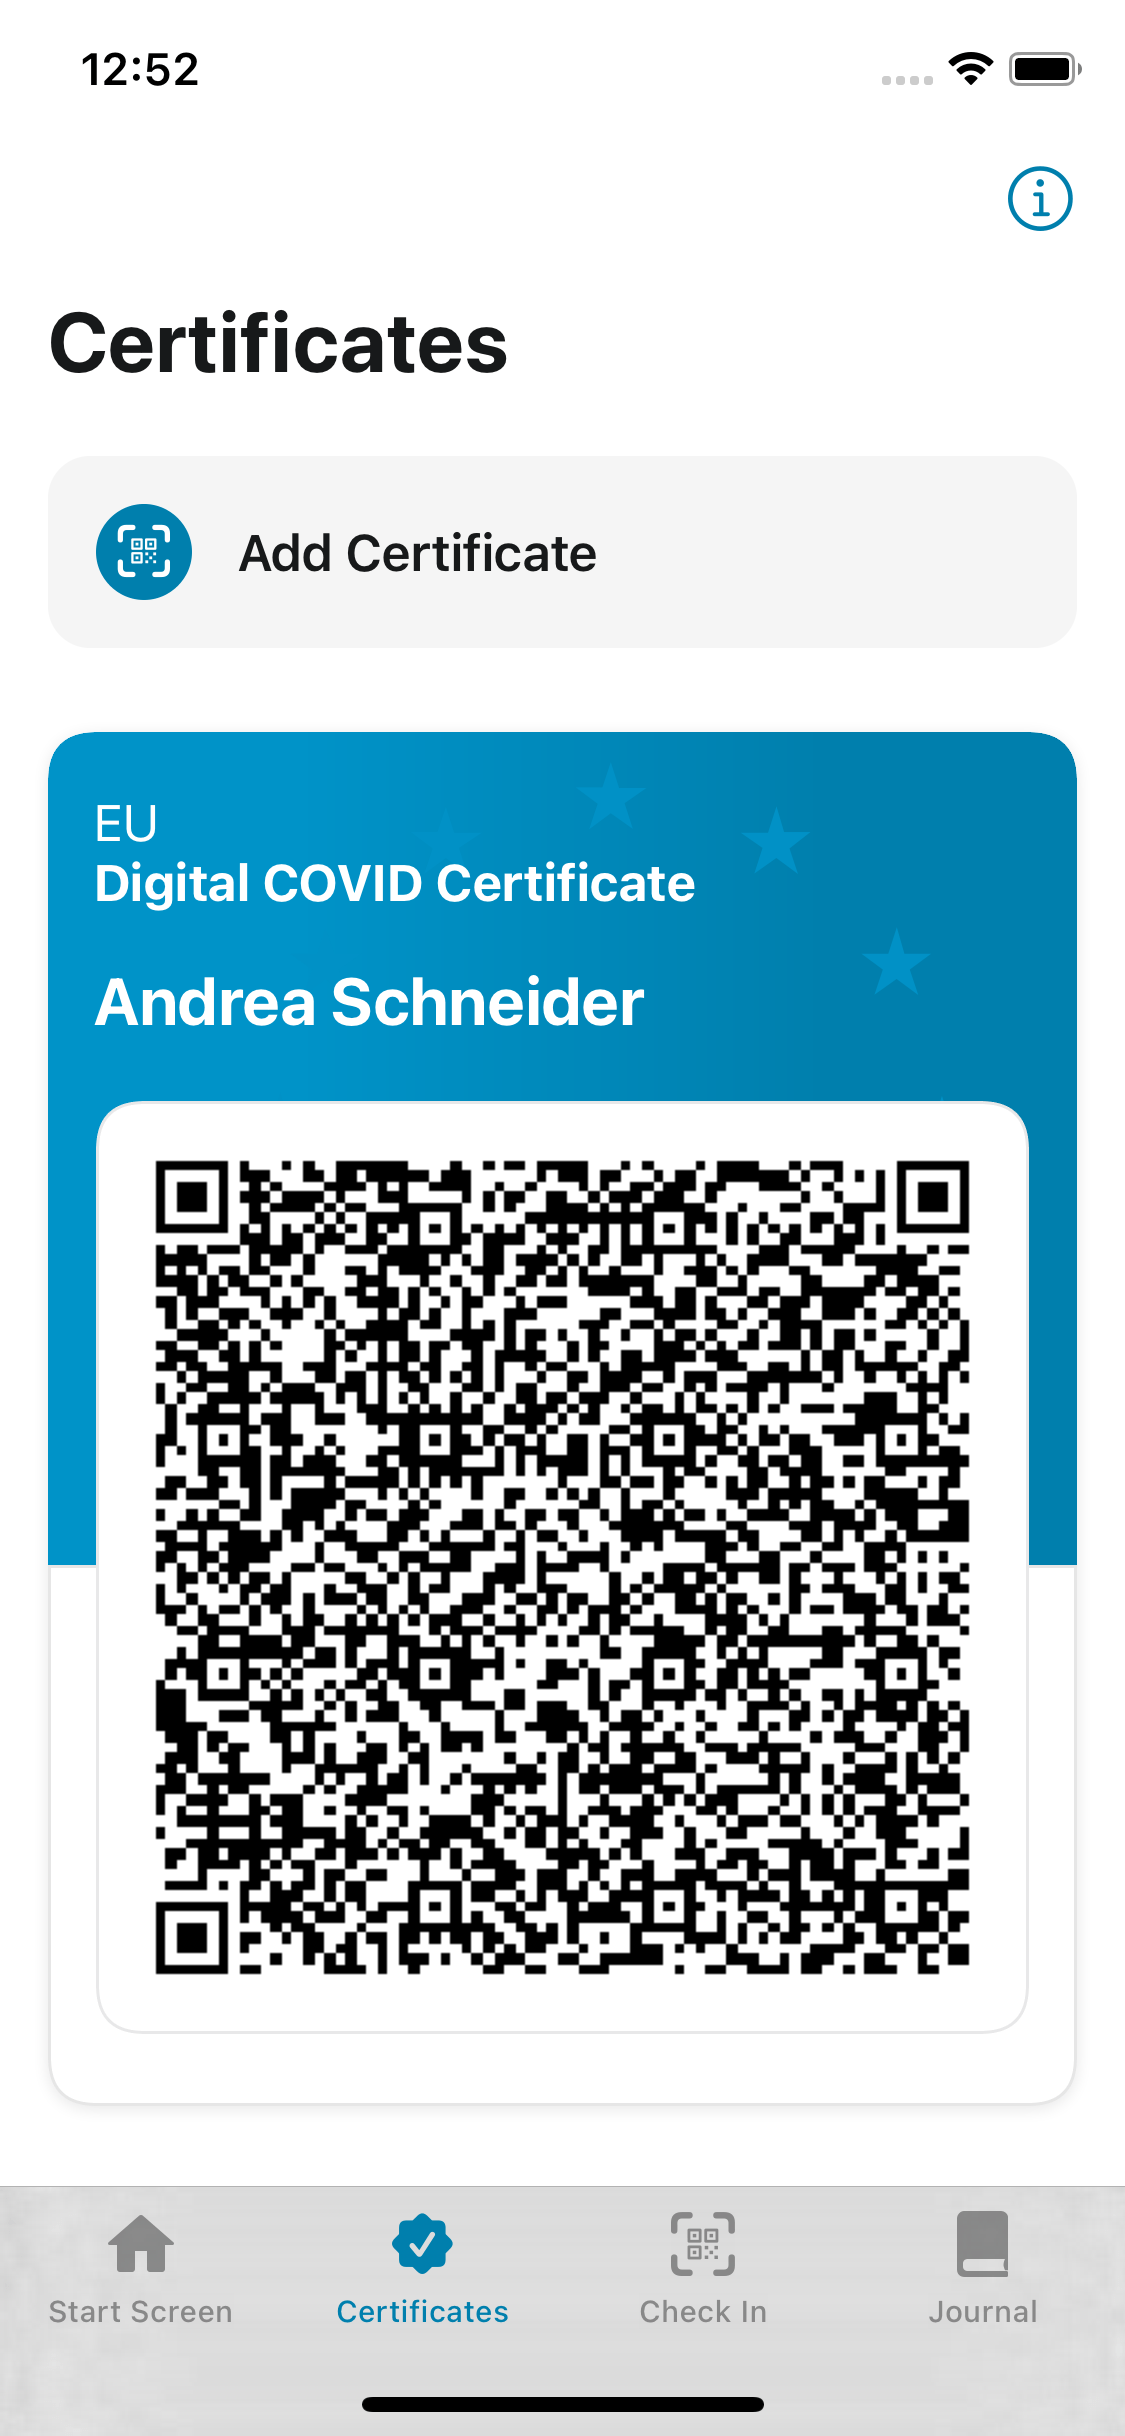 12:52
Certificates
Add Certificate
EU
Digital COVID Certificate
Andrea Schneider
Start Screen
Certificates
Check In
Journal